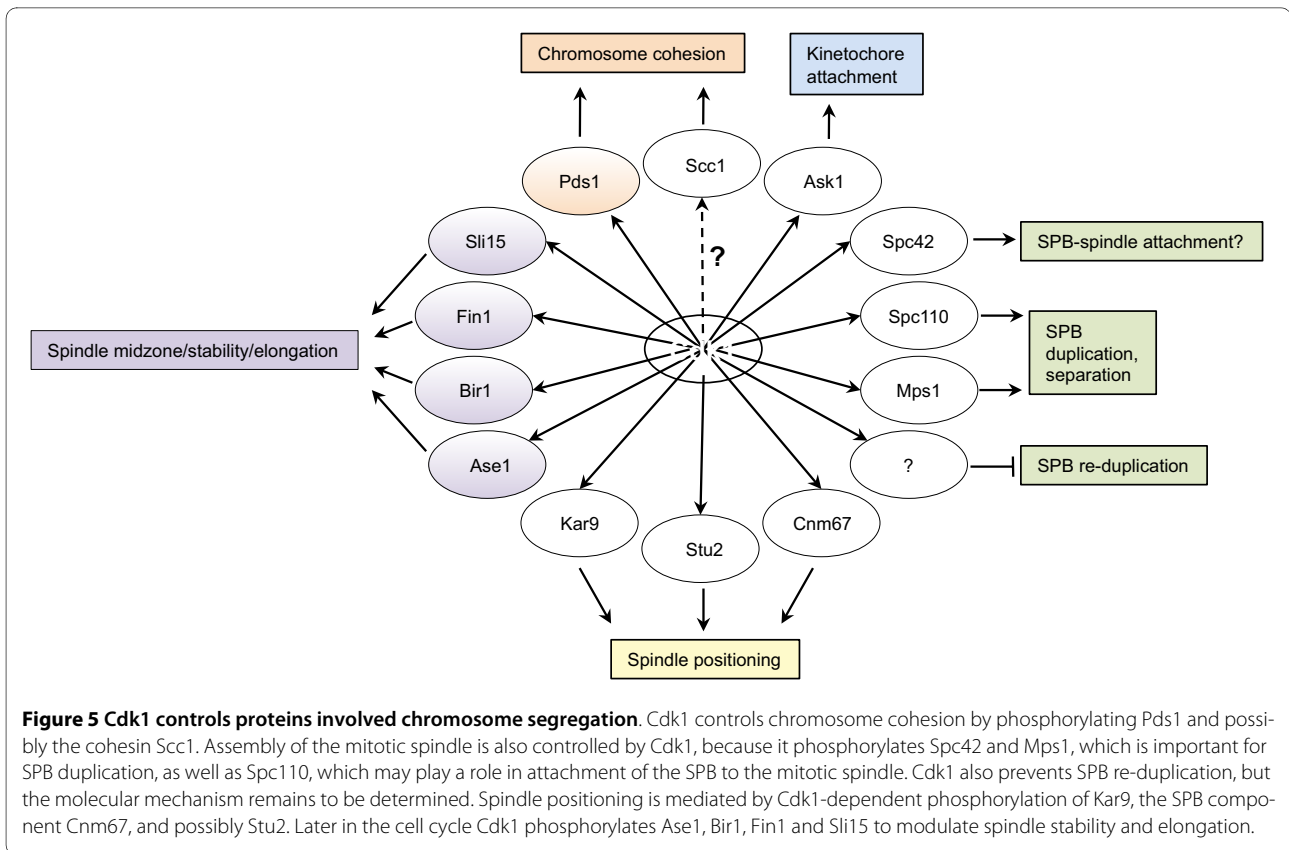 Chromosome cohesion
Kinetochore
attachment
Pds1
Scc1
Ask1
Sli15
?
Spc42
SPB-spindle attachment?
Fin1
Spc110
SPB
duplication,
separation
Spindle midzone/stability/elongation
Bir1
Mps1
Ase1
?
SPB re-duplication
Kar9
Stu2
Cnm67
Spindle positioning
Figure 5 Cdk1 controls proteins involved chromosome segregation. Cdk1 controls chromosome cohesion by phosphorylating Pds1 and possi-
bly the cohesin Scc1. Assembly of the mitotic spindle is also controlled by Cdk1, because it phosphorylates Spc42 and Mps1, which is important for
SPB duplication, as well as Spc110, which may play a role in attachment of the SPB to the mitotic spindle. Cdk1 also prevents SPB re-duplication, but
the molecular mechanism remains to be determined. Spindle positioning is mediated by Cdk1-dependent phosphorylation of Kar9, the SPB compo-
nent Cnm67, and possibly Stu2. Later in the cell cycle Cdk1 phosphorylates Ase1, Bir1, Fin1 and Sli15 to modulate spindle stability and elongation.